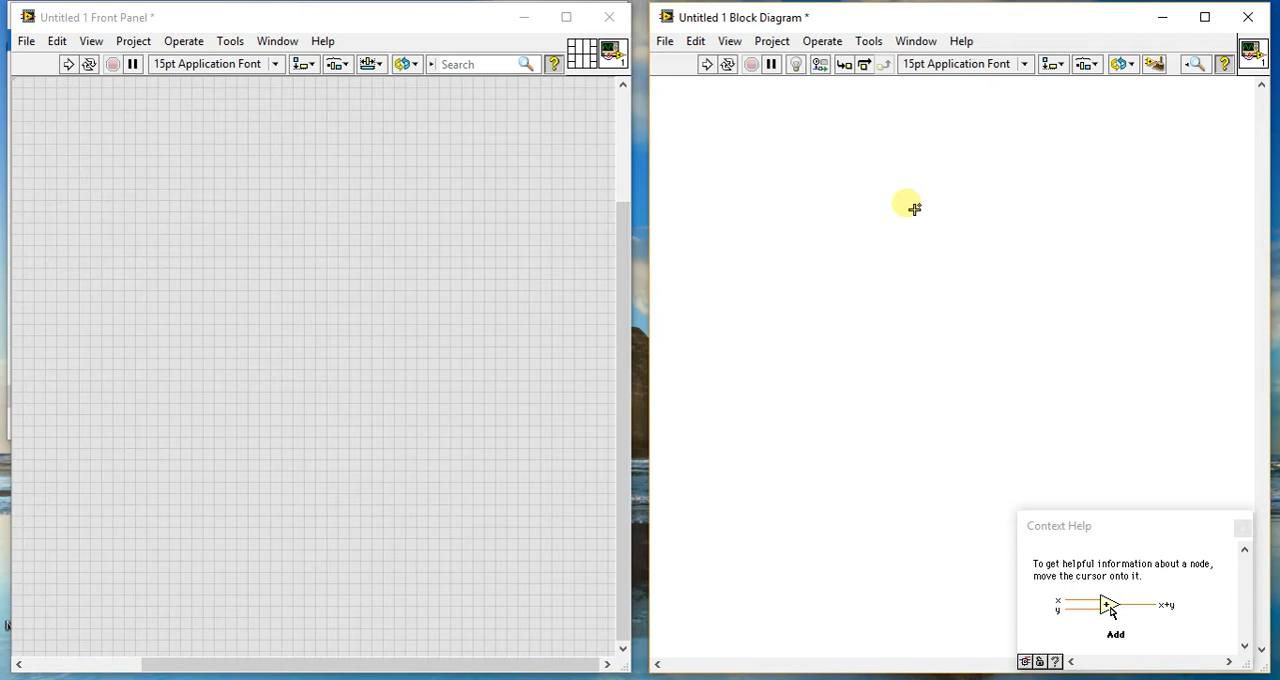 Untitled 1 Front Panel *
File Edit View Project Operate Tools Window Help
15pt Application Font
Search
?
1
Untitled 1 Block Diagram *
File Edit View Project Operate Tools Window Help
15pt Application Font
?
1
Context Help
To get helpful information about a node,
move the cursor onto it.
x
y
x+y
Add
?